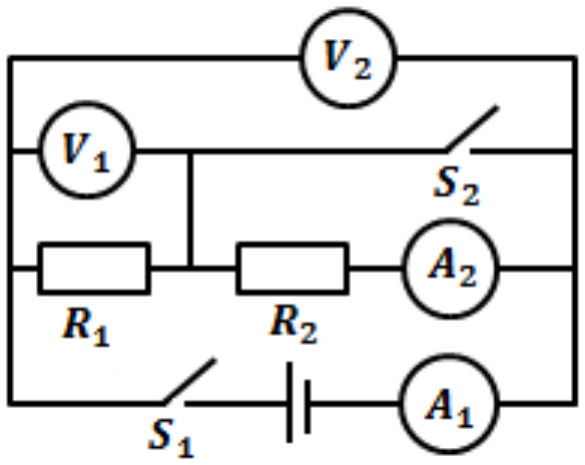 V₂
V₁
S₂
A₂
R₁
R₂
A₁
S₁